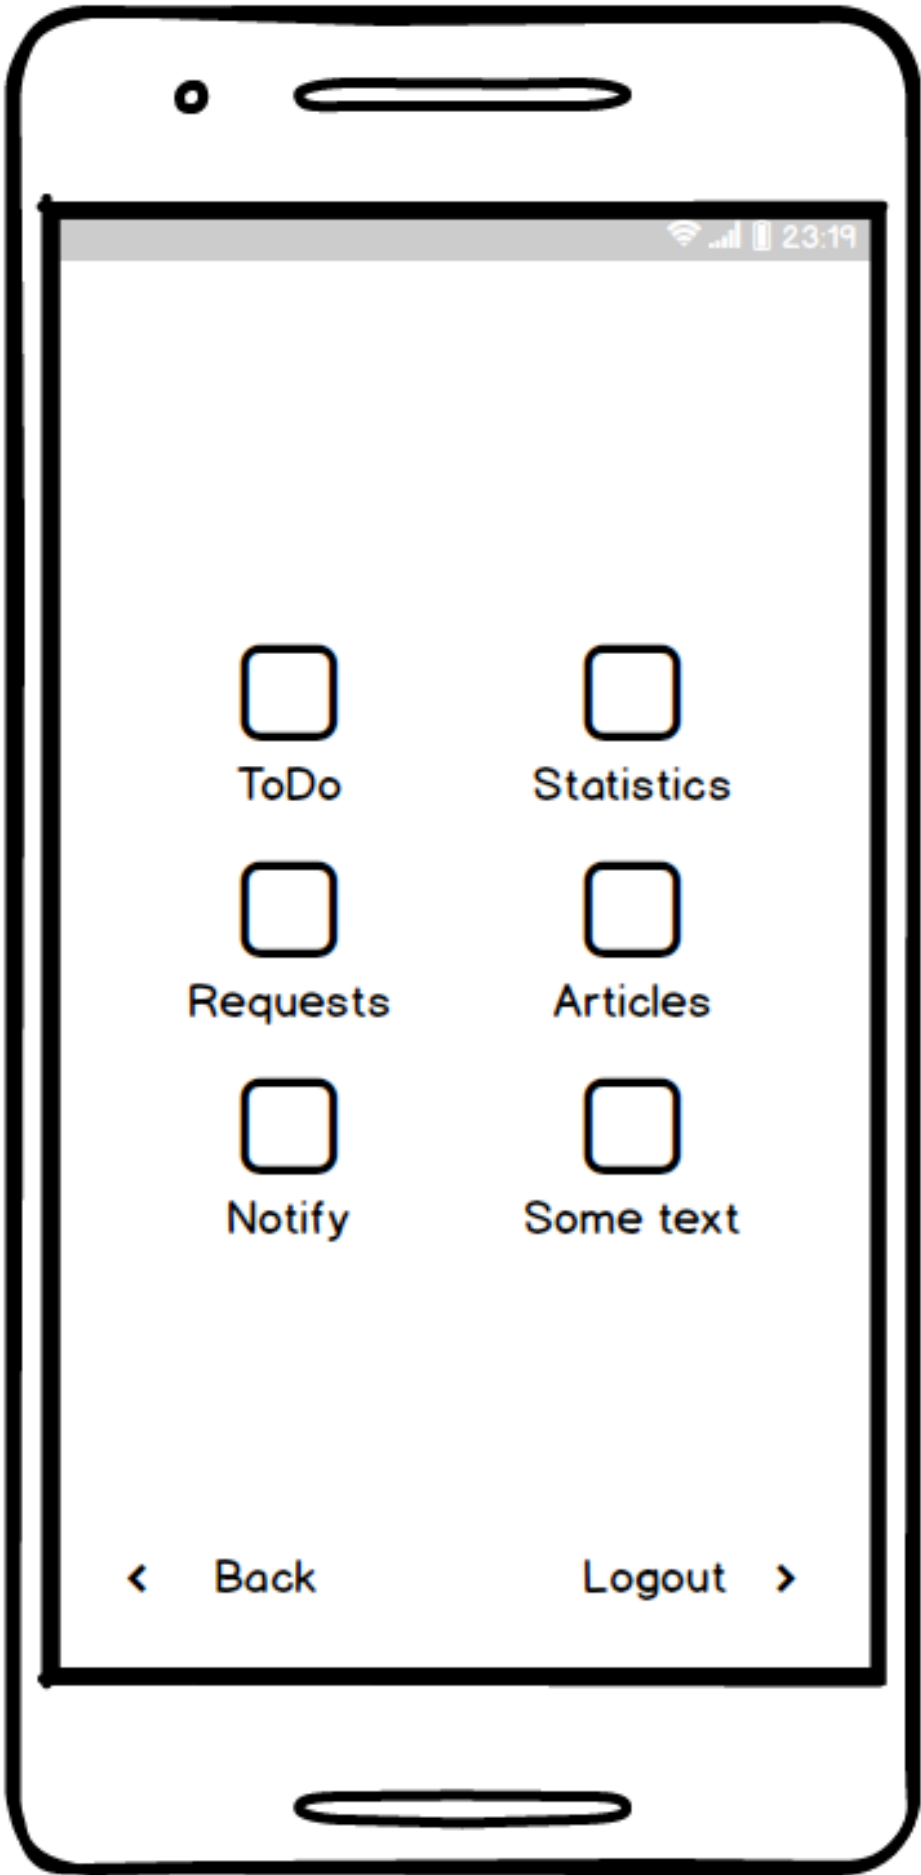 23:19
ToDo Statistics
Requests Articles
Notify Some text
< Back Logout >